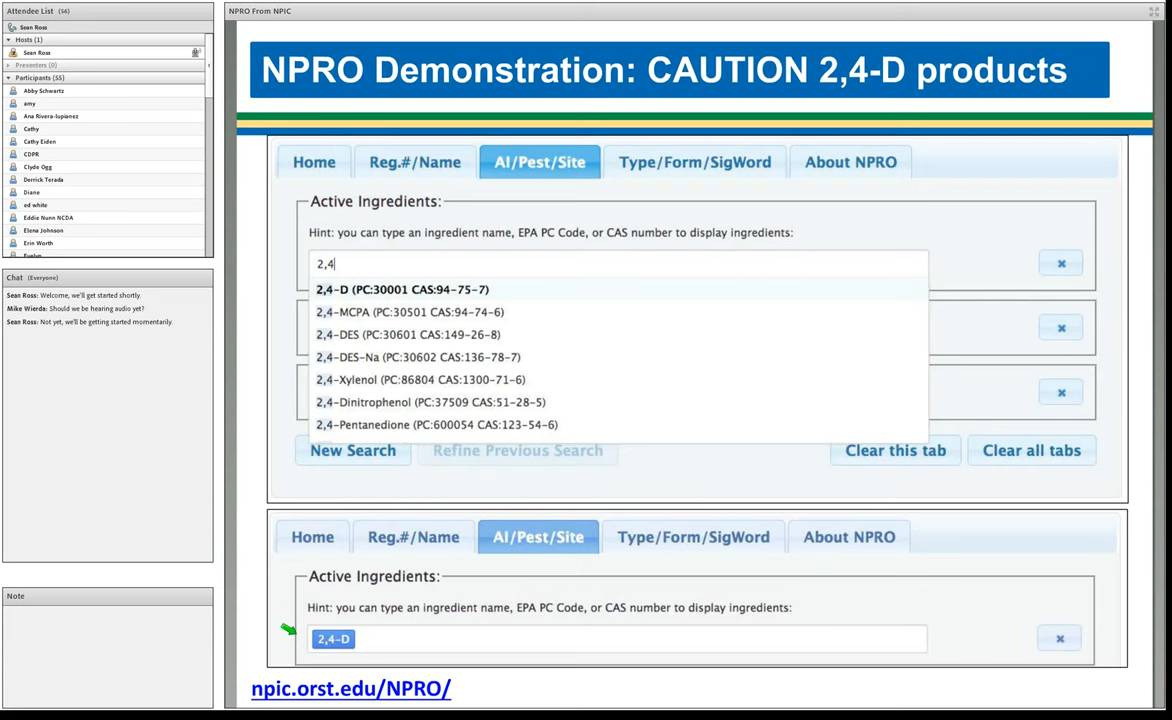 Attendee List (56)
Sean Ross
Hosts (1)
Sean Ross
Presenters (0)
Participants (55)
Abby Schwartz
amy
Ana Rivera-lupianez
Cathy
Cathy Eiden
CDPR
Clyde Ogg
Derrick Terada
Diane
ed white
Eddie Nunn NCDA
Elena Johnson
Erin Worth
Evelyn
Chat (Everyone)
Sean Ross: Welcome, we'll get started shortly.
Mike Wierda: Should we be hearing audio yet?
Sean Ross: Not yet, we'll be getting started momentarily.
Note
NPRO From NPIC
NPRO Demonstration: CAUTION 2,4-D products
Home Reg.#/Name AI/Pest/Site Type/Form/SigWord About NPRO
Active Ingredients:
Hint: you can type an ingredient name, EPA PC Code, or CAS number to display ingredients:
2,4
2,4-D (PC:30001 CAS:94-75-7)
2,4-MCPA (PC:30501 CAS:94-74-6)
2,4-DES (PC:30601 CAS:149-26-8)
2,4-DES-Na (PC:30602 CAS:136-78-7)
2,4-Xylenol (PC:86804 CAS:1300-71-6)
2,4-Dinitrophenol (PC:37509 CAS:51-28-5)
2,4-Pentanedione (PC:600054 CAS:123-54-6)
New Search Refine Previous Search Clear this tab Clear all tabs
Home Reg.#/Name AI/Pest/Site Type/Form/SigWord About NPRO
Active Ingredients:
Hint: you can type an ingredient name, EPA PC Code, or CAS number to display ingredients:
2,4-D
npic.orst.edu/NPRO/